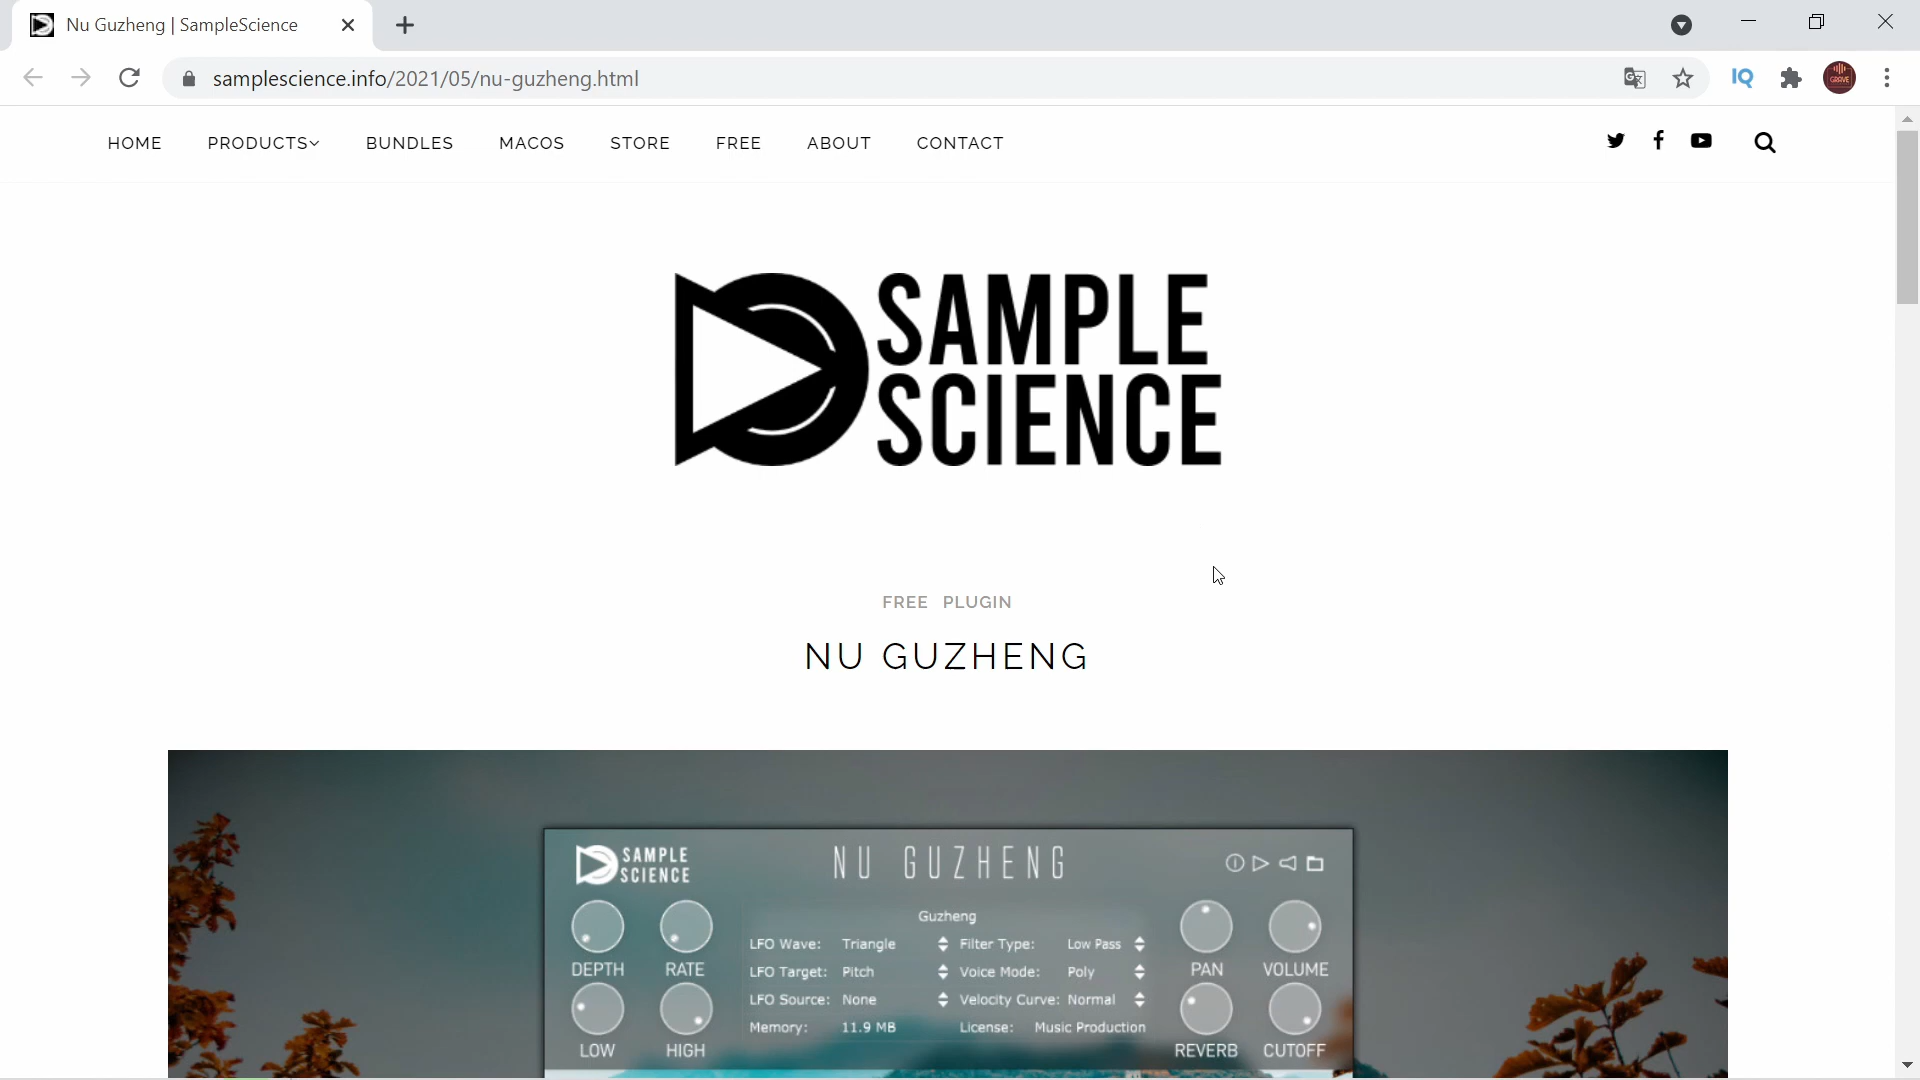 Nu Guzheng | SampleScience
samplescience.info/2021/05/nu-guzheng.html
IQ
GRAVE
HOME PRODUCTS BUNDLES MACOS STORE FREE ABOUT CONTACT
SAMPLE
SCIENCE
FREE PLUGIN
NU GUZHENG
SAMPLE
SCIENCE
NU GUZHENG
Guzheng
LFO Wave: Triangle Filter Type: Low Pass
DEPTH RATE LFO Target: Pitch Voice Mode: Poly PAN VOLUME
LFO Source: None Velocity Curve: Normal
Memory: 11.9 MB License: Music Production
LOW HIGH REVERB CUTOFF